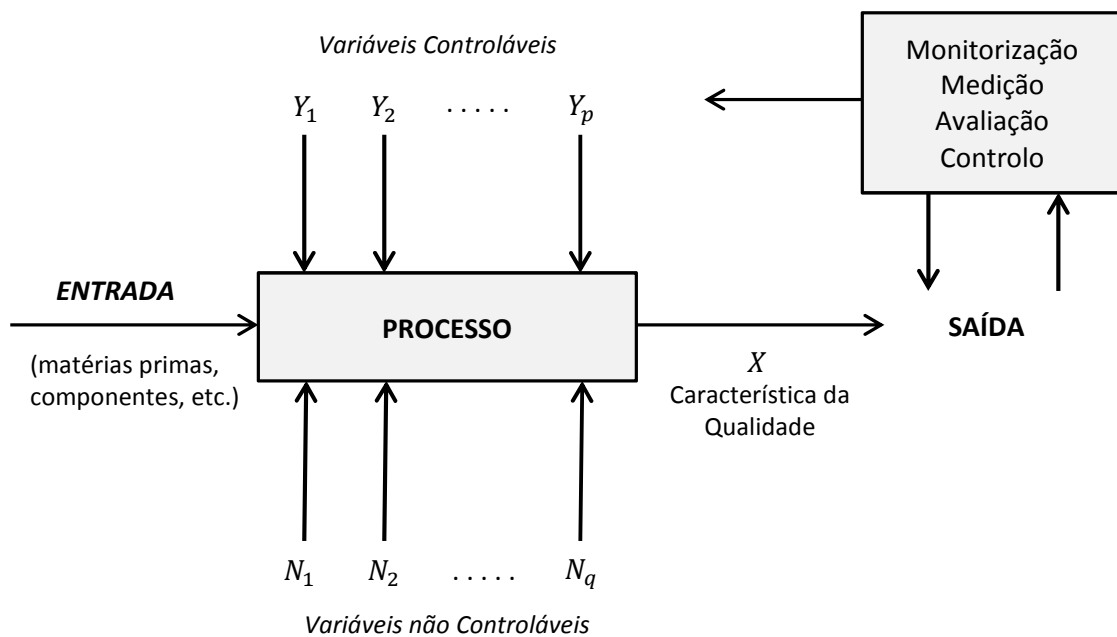 Variáveis Controláveis
Y₁ Y₂ . . . . . Yₚ
Monitorização
Medição
Avaliação
Controlo
ENTRADA
(matérias primas,
componentes, etc.)
PROCESSO
X
Característica da
Qualidade
SAÍDA
N₁ N₂ . . . . . N_q
Variáveis não Controláveis